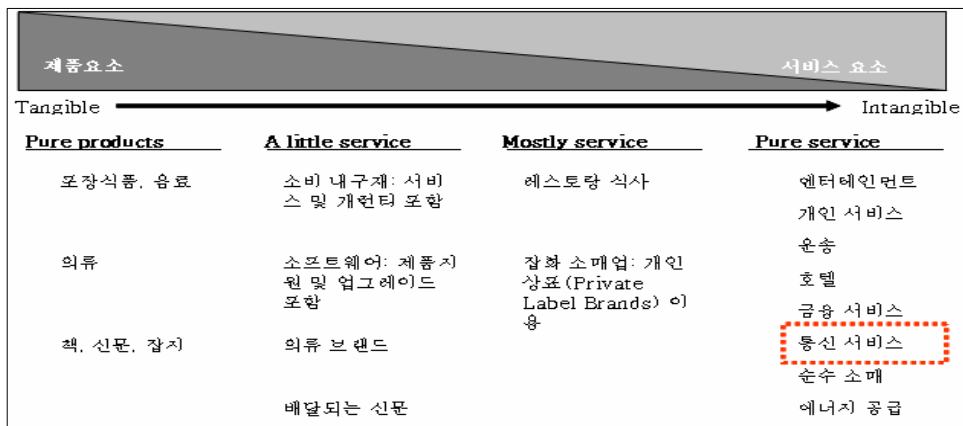 제품요소 서비스 요소
Tangible Intangible
Pure products A little service Mostly service Pure service
포장식품, 음료
의류
책, 신문, 잡지
소비 내구재: 서비
스 및 개런티 포함
소프트웨어: 제품지
원 및 업그레이드
포함
의류 브랜드
배달되는 신문
레스토랑 식사
잡화 소매업: 개인
상표(Private
Label Brands) 이
용
엔터테인먼트
개인 서비스
운송
호텔
금융 서비스
통신 서비스
순수 소매
에너지 공급